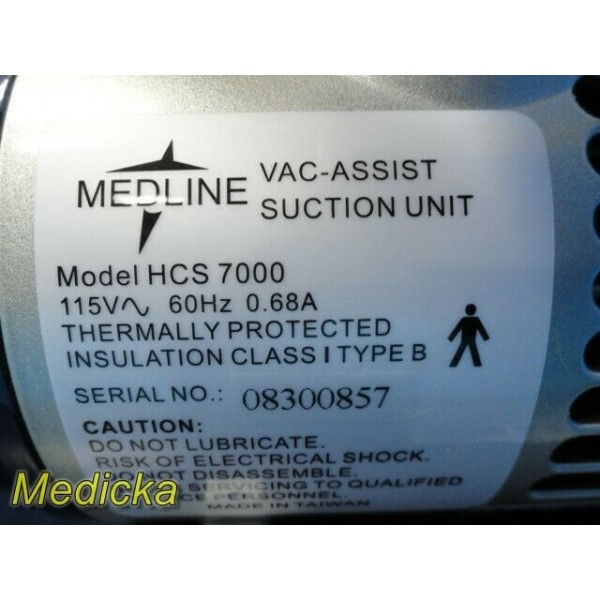 MEDLINE
VAC-ASSIST
SUCTION UNIT
Model HCS 7000
115V∿ 60Hz 0.68A
THERMALLY PROTECTED
INSULATION CLASS I TYPE B
SERIAL NO.: 08300857
CAUTION:
DO NOT LUBRICATE.
RISK OF ELECTRICAL SHOCK.
DO NOT DISASSEMBLE.
SERVICING TO QUALIFIED
PERSONNEL.
MADE IN TAIWAN
Medicka